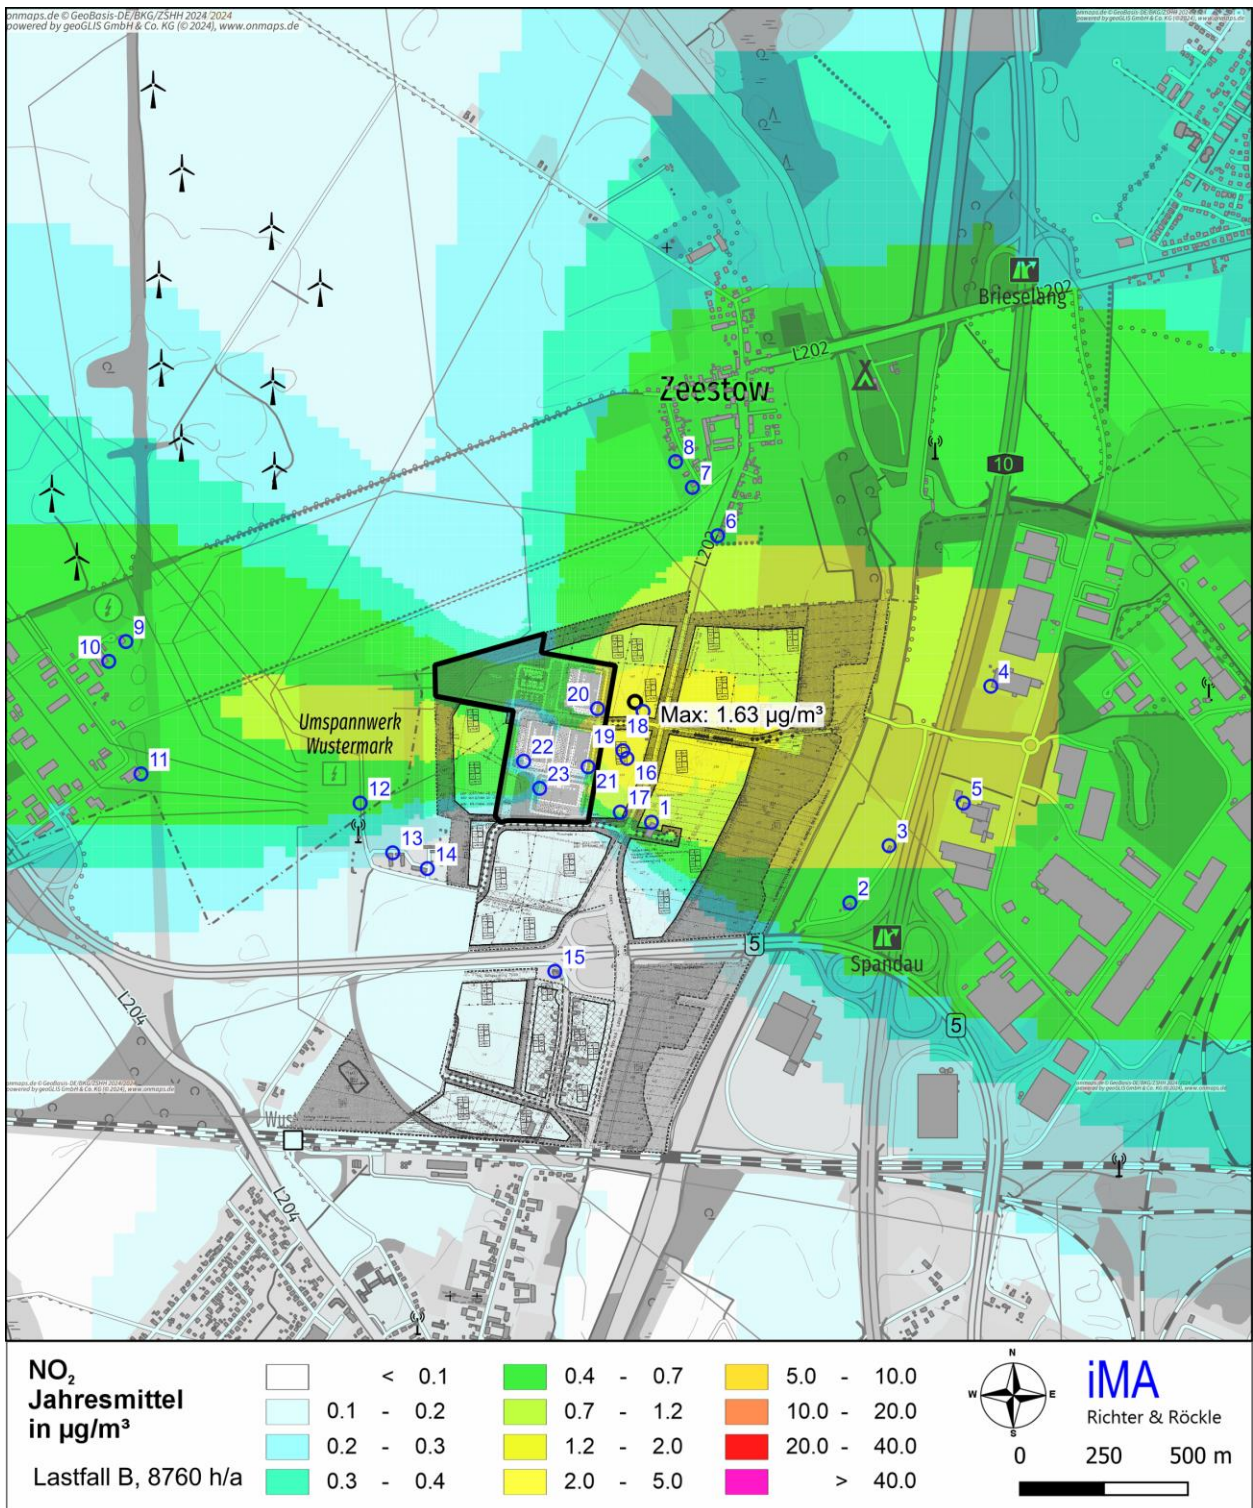 onmaps.de © GeoBasis-DE/BKG/ZSHH 2024
powered by geoGLIS GmbH & Co. KG (© 2024), www.onmaps.de
Brieselang
L202
L202
Zeestow
10
8
7
6
L202
9
10
4
20
Max: 1.63 µg/m³
18
Umspannwerk
Wustermark
19
22
16
11
21
23
12
17
1
5
3
13
14
2
5
15
Spandau
5
L204
L204
NO₂
Jahresmittel
in µg/m³
Lastfall B, 8760 h/a
< 0.1
0.1 - 0.2
0.2 - 0.3
0.3 - 0.4
0.4 - 0.7
0.7 - 1.2
1.2 - 2.0
2.0 - 5.0
5.0 - 10.0
10.0 - 20.0
20.0 - 40.0
> 40.0
N
W E
S
iMA
Richter & Röckle
0 250 500 m